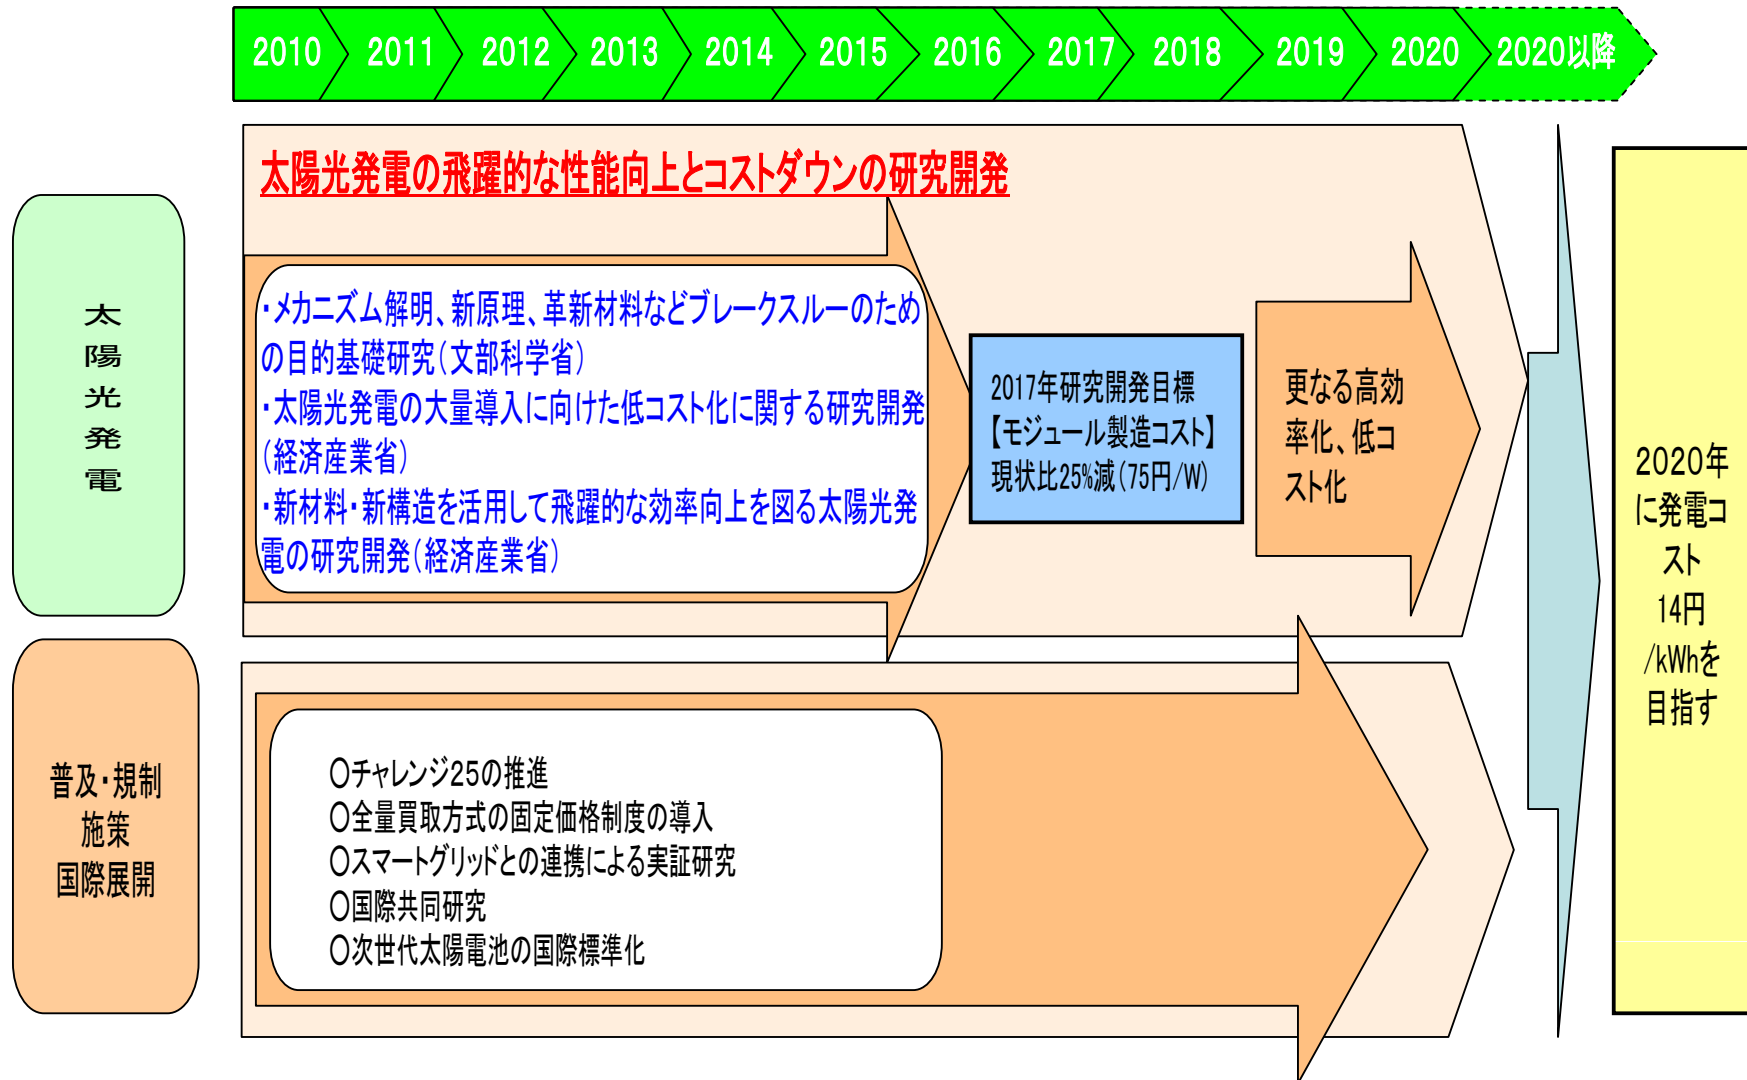 2010 2011 2012 2013 2014 2015 2016 2017 2018 2019 2020 2020以降
太陽光発電の飛躍的な性能向上とコストダウンの研究開発
太
陽
光
発
電
・メカニズム解明、新原理、革新材料などブレークスルーのため
の目的基礎研究(文部科学省)
・太陽光発電の大量導入に向けた低コスト化に関する研究開発
(経済産業省)
・新材料・新構造を活用して飛躍的な効率向上を図る太陽光発
電の研究開発(経済産業省)
2017年研究開発目標
【モジュール製造コスト】
現状比25%減(75円/W)
更なる高効
率化、低コ
スト化
2020年
に発電コ
スト
14円
/kWhを
目指す
普及・規制
施策
国際展開
○チャレンジ25の推進
○全量買取方式の固定価格制度の導入
○スマートグリッドとの連携による実証研究
○国際共同研究
○次世代太陽電池の国際標準化